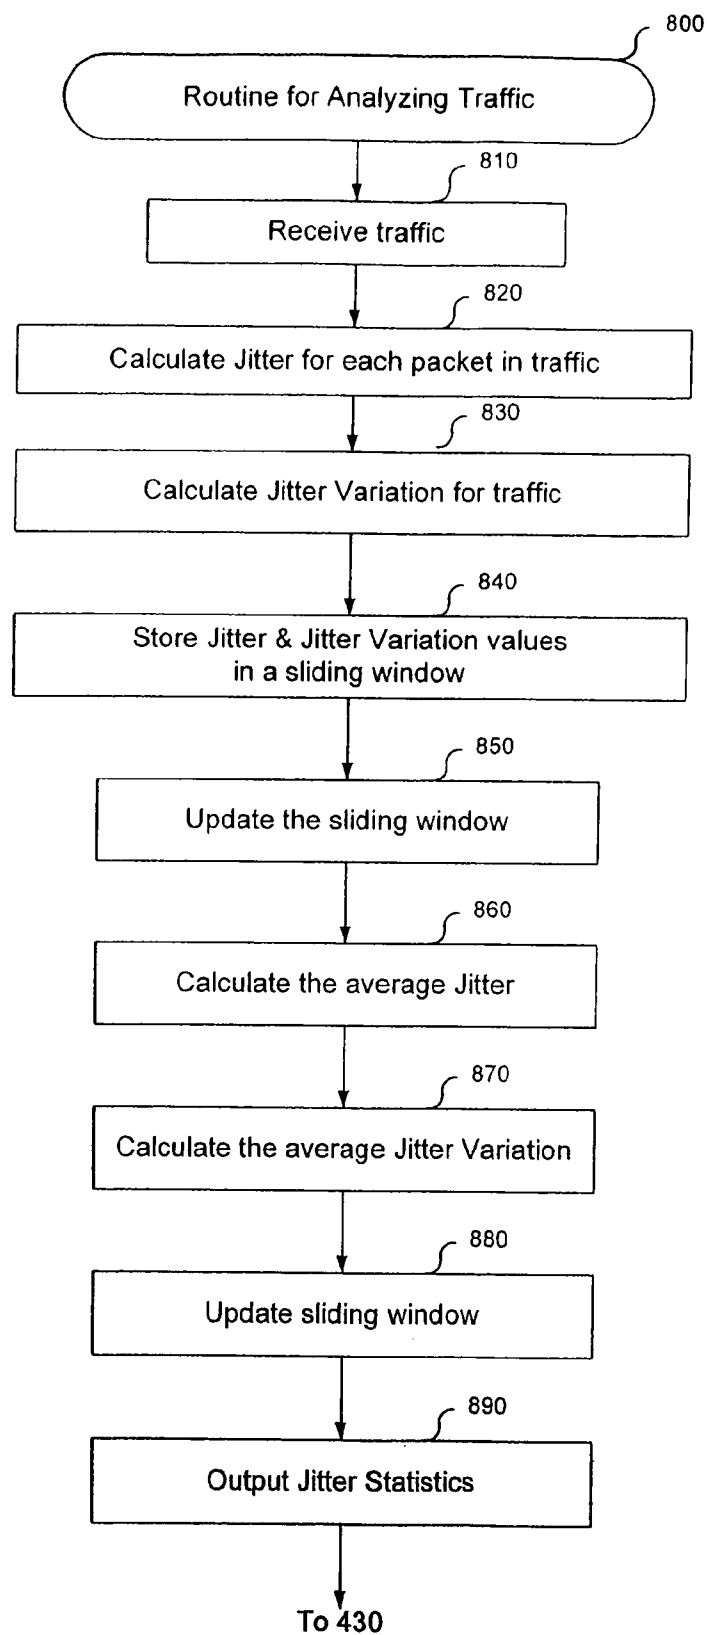 800
Routine for Analyzing Traffic
810
Receive traffic
820
Calculate Jitter for each packet in traffic
830
Calculate Jitter Variation for traffic
840
Store Jitter & Jitter Variation values
in a sliding window
850
Update the sliding window
860
Calculate the average Jitter
870
Calculate the average Jitter Variation
880
Update sliding window
890
Output Jitter Statistics
To 430